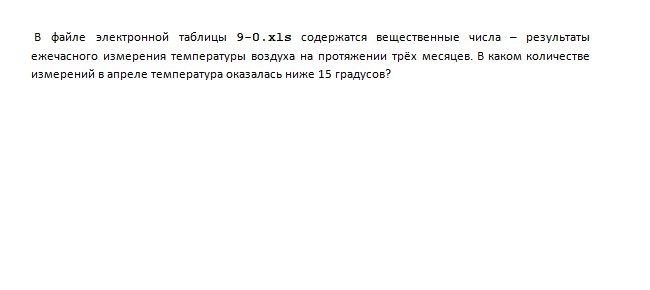 В файле электронной таблицы 9-0.xls содержатся вещественные числа – результаты
ежечасного измерения температуры воздуха на протяжении трёх месяцев. В каком количестве
измерений в апреле температура оказалась ниже 15 градусов?